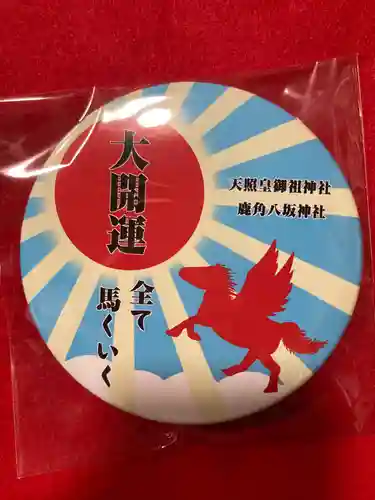 大開運
全て
馬くいく
天照皇御祖神社
鹿角八坂神社